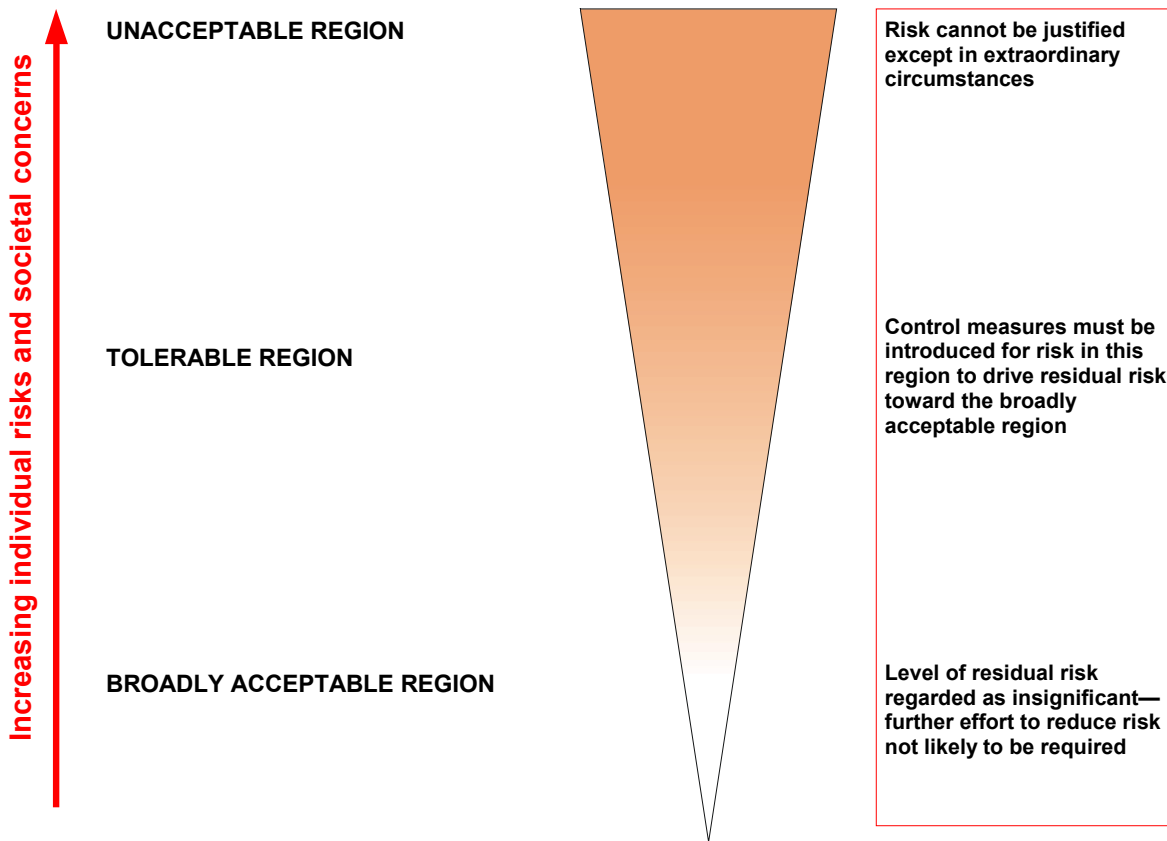 Increasing individual risks and societal concerns
UNACCEPTABLE REGION
Risk cannot be justified
except in extraordinary
circumstances
TOLERABLE REGION
Control measures must be
introduced for risk in this
region to drive residual risk
toward the broadly
acceptable region
BROADLY ACCEPTABLE REGION
Level of residual risk
regarded as insignificant—
further effort to reduce risk
not likely to be required